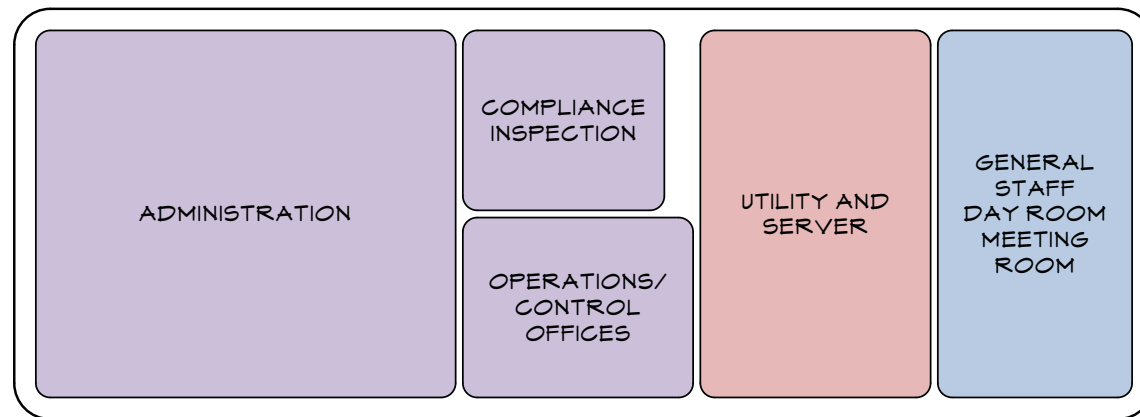 ADMINISTRATION
COMPLIANCE
INSPECTION
OPERATIONS/
CONTROL
OFFICES
UTILITY AND
SERVER
GENERAL
STAFF
DAY ROOM
MEETING
ROOM